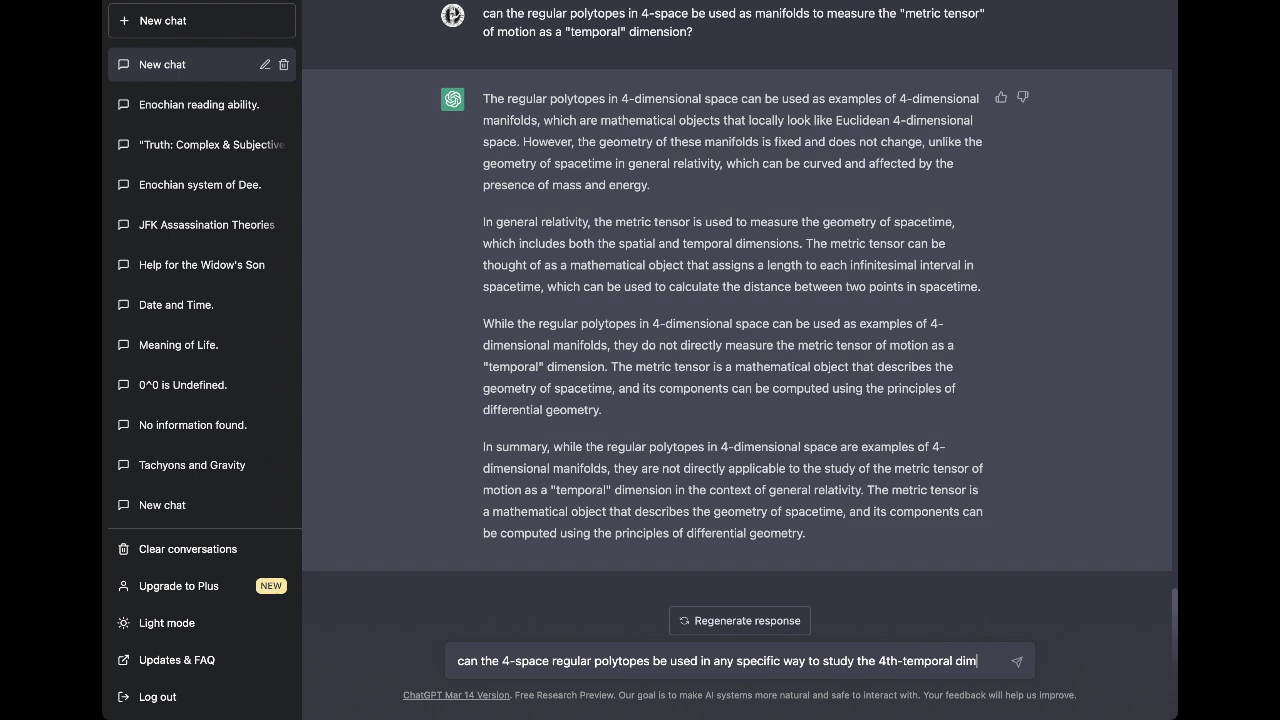 New chat
New chat
Enochian reading ability.
"Truth: Complex & Subjective
Enochian system of Dee.
JFK Assassination Theories
Help for the Widow's Son
Date and Time.
Meaning of Life.
0^0 is Undefined.
No information found.
Tachyons and Gravity
New chat
Clear conversations
Upgrade to Plus NEW
Light mode
Updates & FAQ
Log out
can the regular polytopes in 4-space be used as manifolds to measure the "metric tensor"
of motion as a "temporal" dimension?
The regular polytopes in 4-dimensional space can be used as examples of 4-dimensional
manifolds, which are mathematical objects that locally look like Euclidean 4-dimensional
space. However, the geometry of these manifolds is fixed and does not change, unlike the
geometry of spacetime in general relativity, which can be curved and affected by the
presence of mass and energy.
In general relativity, the metric tensor is used to measure the geometry of spacetime,
which includes both the spatial and temporal dimensions. The metric tensor can be
thought of as a mathematical object that assigns a length to each infinitesimal interval in
spacetime, which can be used to calculate the distance between two points in spacetime.
While the regular polytopes in 4-dimensional space can be used as examples of 4-
dimensional manifolds, they do not directly measure the metric tensor of motion as a
"temporal" dimension. The metric tensor is a mathematical object that describes the
geometry of spacetime, and its components can be computed using the principles of
differential geometry.
In summary, while the regular polytopes in 4-dimensional space are examples of 4-
dimensional manifolds, they are not directly applicable to the study of the metric tensor of
motion as a "temporal" dimension in the context of general relativity. The metric tensor is
a mathematical object that describes the geometry of spacetime, and its components can
be computed using the principles of differential geometry.
Regenerate response
can the 4-space regular polytopes be used in any specific way to study the 4th-temporal dim
ChatGPT Mar 14 Version. Free Research Preview. Our goal is to make AI systems more natural and safe to interact with. Your feedback will help us improve.